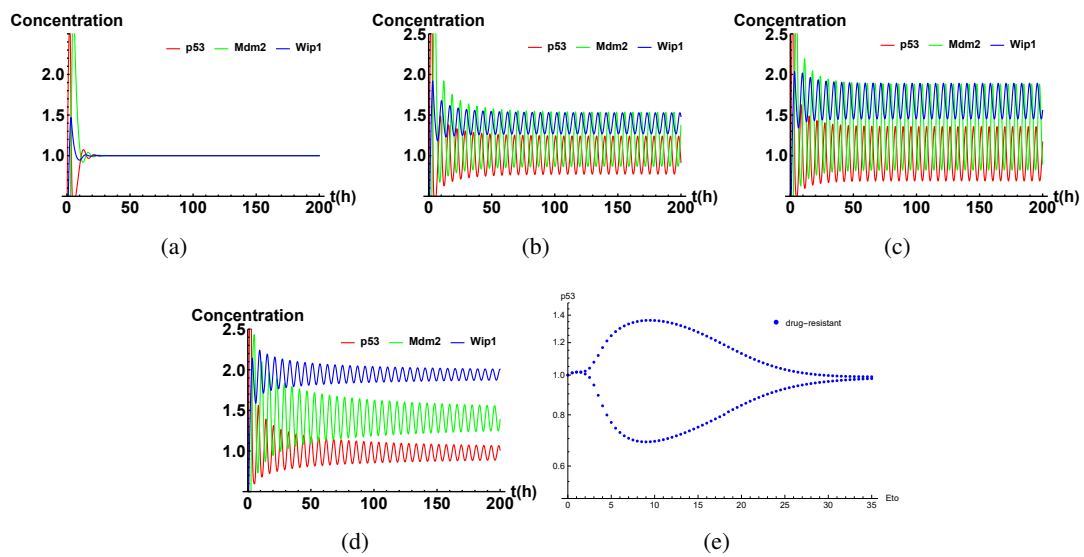 Concentration
p53 Mdm2 Wip1
2.0
1.5
1.0
0 50 100 150 200
t(h)
(a)
Concentration
p53 Mdm2 Wip1
2.0
1.5
1.0
0 50 100 150 200
t(h)
(b)
Concentration
p53 Mdm2 Wip1
2.0
1.5
1.0
0 50 100 150 200
t(h)
(c)
Concentration
2.5
p53 Mdm2 Wip1
2.0
1.5
1.0
0 50 100 150 200
t(h)
(d)
p53
1.4
drug-resistant
1.2
1.0
0.8
0.6
0 5 10 15 20 25 30 35
Eto
(e)